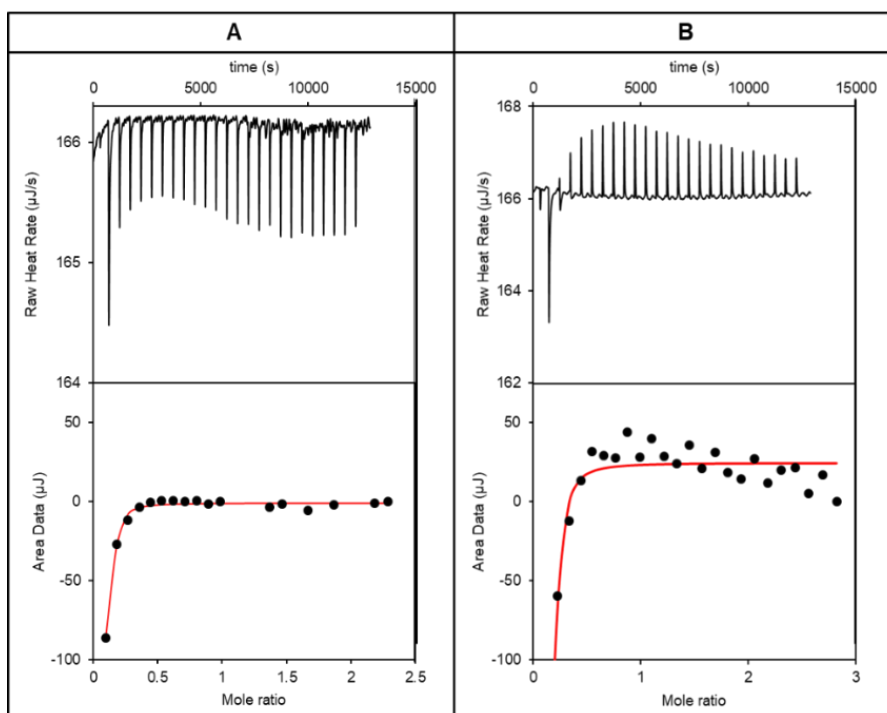 A
B
time (s)
0 5000 10000 15000
Raw Heat Rate (µJ/s)
166
165
164
Area Data (µJ)
50
0
-50
-100
0 0.5 1 1.5 2 2.5
Mole ratio
time (s)
0 5000 10000 15000
Raw Heat Rate (µJ/s)
168
166
164
162
Area Data (µJ)
50
0
-50
-100
0 1 2 3
Mole ratio